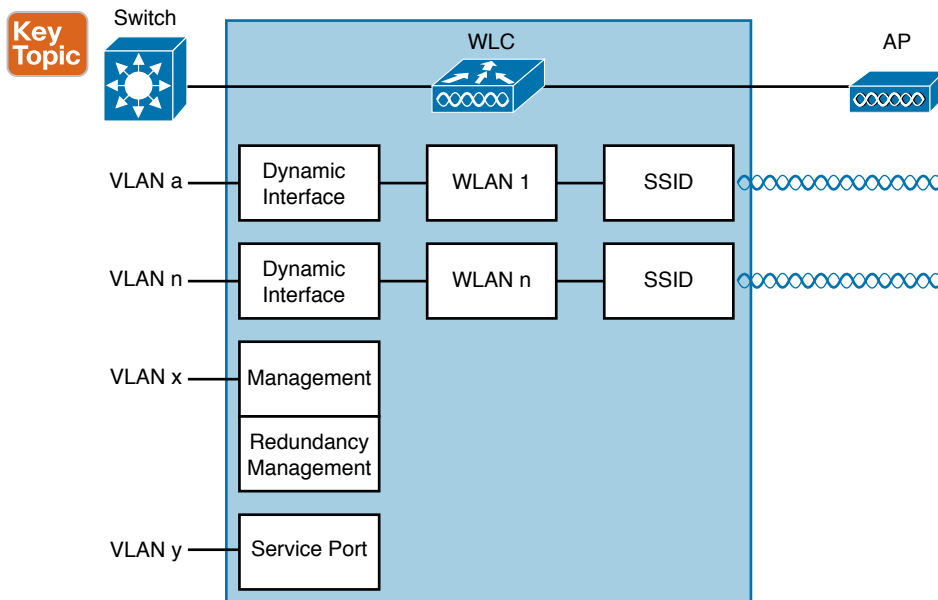 Key
Topic
Switch
WLC
AP
VLAN a
Dynamic
Interface
WLAN 1
SSID
VLAN n
Dynamic
Interface
WLAN n
SSID
VLAN x
Management
Redundancy
Management
VLAN y
Service Port